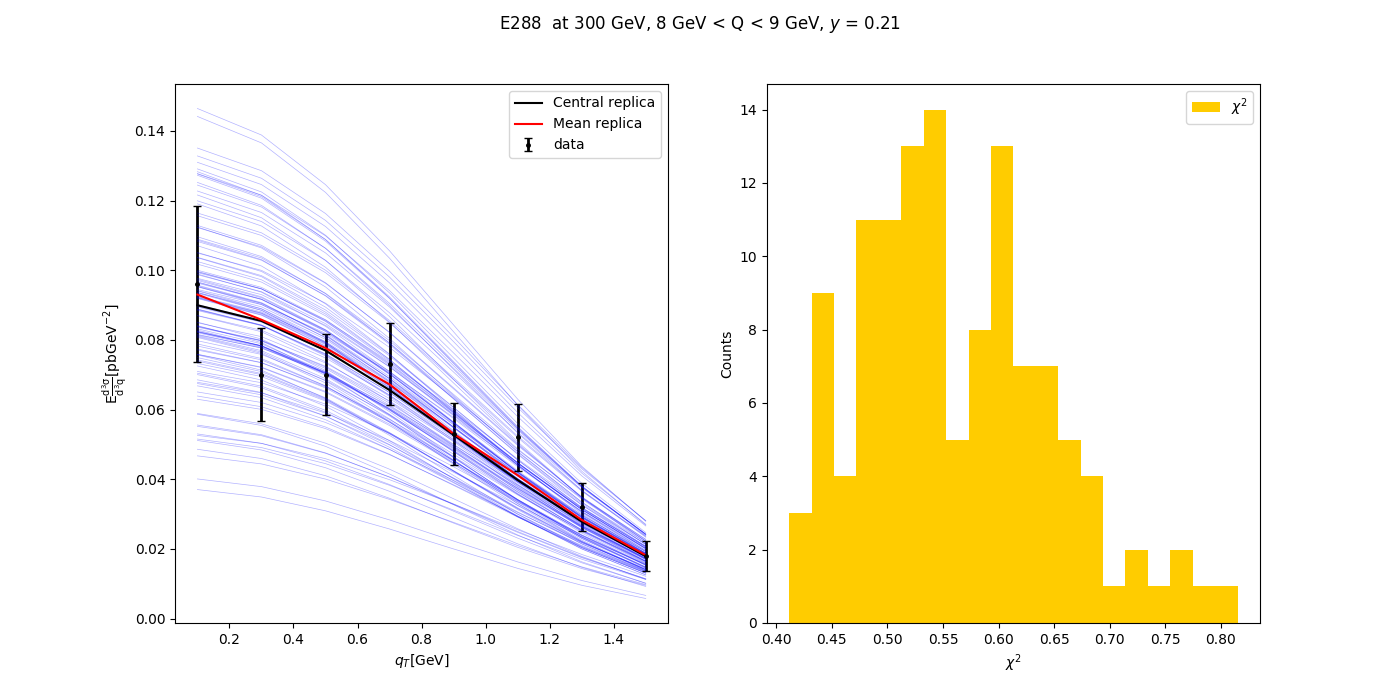 E288 at 300 GeV, 8 GeV < Q < 9 GeV, y = 0.21
E d³σ/d³q [pbGeV⁻²]
0.14
0.12
0.10
0.08
0.06
0.04
0.02
0.00
0.2 0.4 0.6 0.8 1.0 1.2 1.4
q_T[GeV]
Central replica
Mean replica
data
Counts
14
12
10
8
6
4
2
0
0.40 0.45 0.50 0.55 0.60 0.65 0.70 0.75 0.80
χ²
χ²